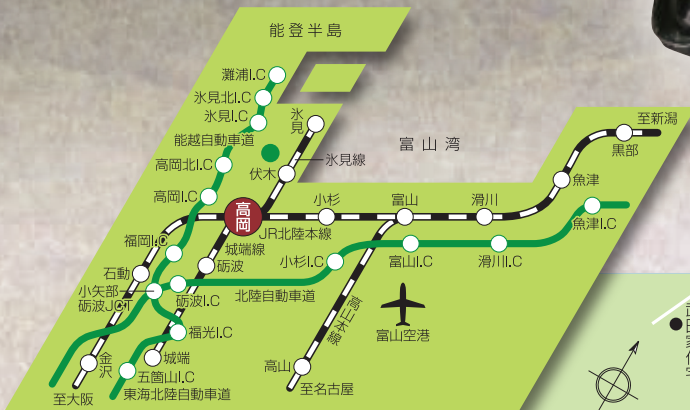 能登半島
灘浦I.C
氷見北I.C
氷見I.C
氷見
能越自動車道
富山湾
至新潟
黒部
氷見線
高岡北I.C
伏木
魚津
高岡I.C
高岡
小杉
富山
滑川
魚津I.C
JR北陸本線
福岡I.C
城端線
砺波
小杉I.C
富山I.C
滑川I.C
石動
小矢部
砺波JCT
砺波I.C
北陸自動車道
高山本線
富山空港
福光I.C
金沢
城端
五箇山I.C
高山
東海北陸自動車道
至大阪
至名古屋